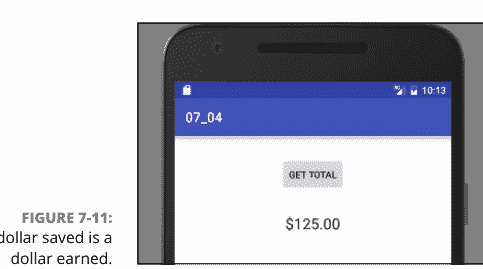 10:13
07_04
GET TOTAL
$125.00
FIGURE 7-11:
dollar saved is a
dollar earned.